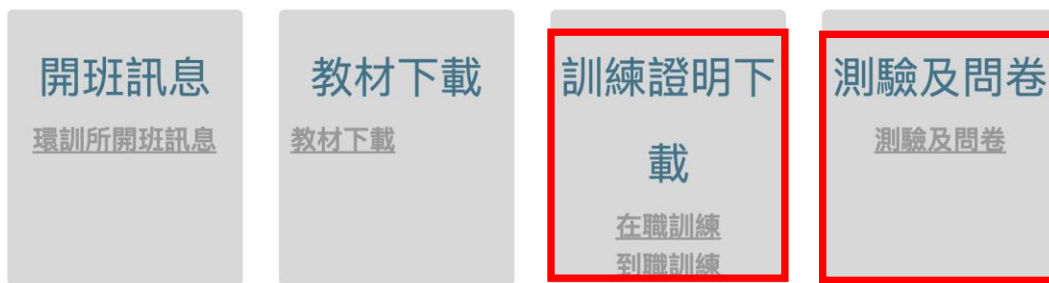 開班訊息
環訓所開班訊息
教材下載
教材下載
訓練證明下
載
在職訓練
到職訓練
測驗及問卷
測驗及問卷